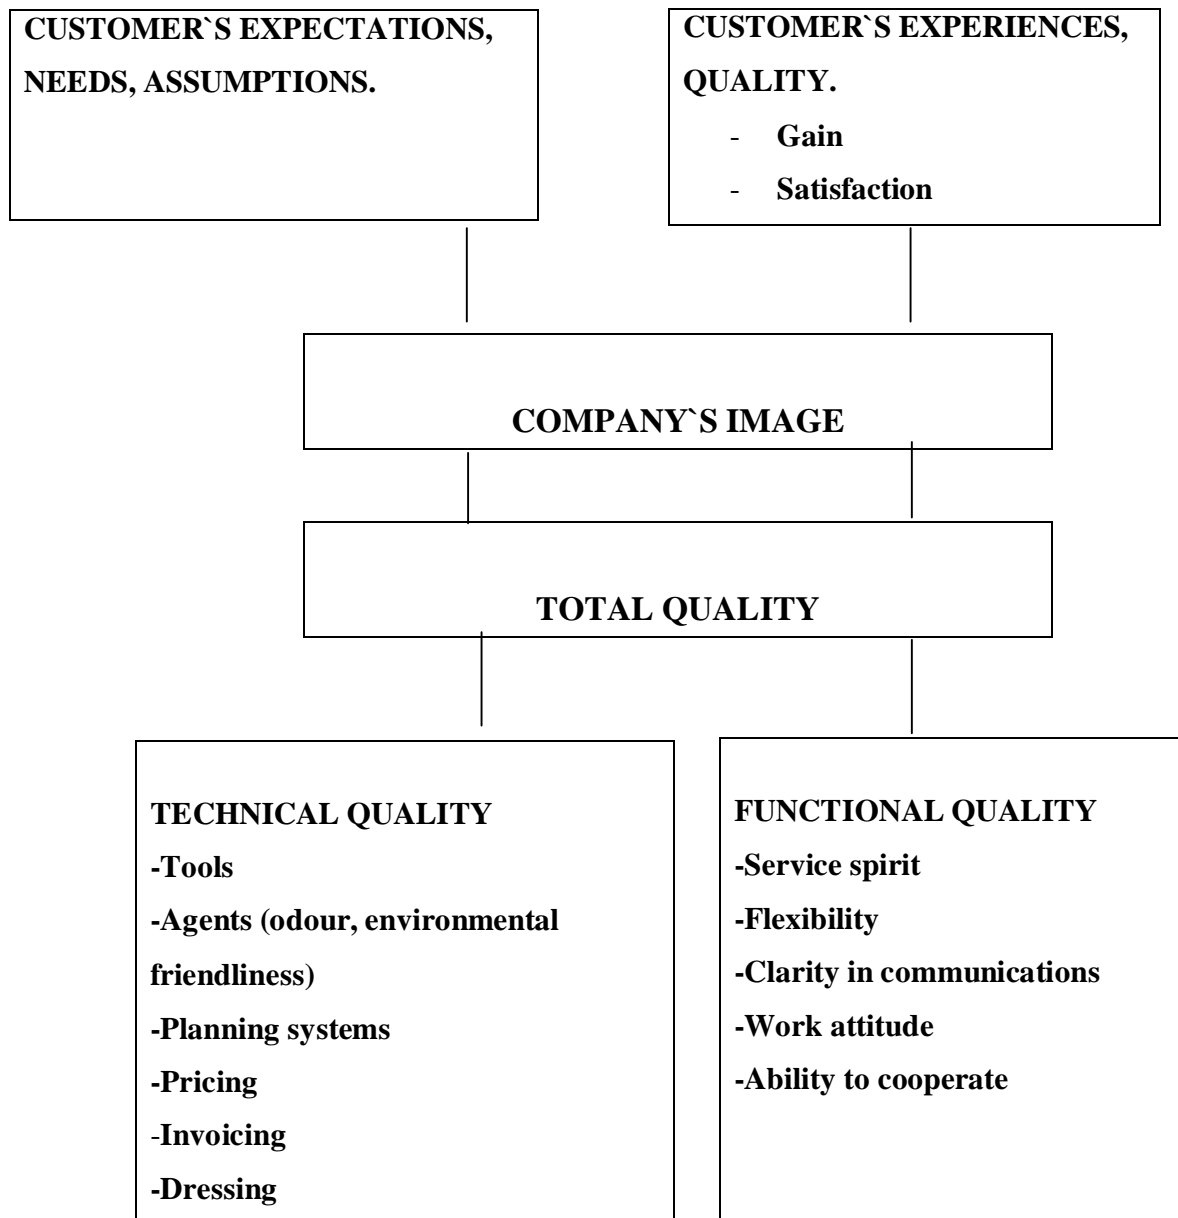 CUSTOMER`S EXPECTATIONS,
NEEDS, ASSUMPTIONS.
CUSTOMER`S EXPERIENCES,
QUALITY.
- Gain
- Satisfaction
COMPANY`S IMAGE
TOTAL QUALITY
TECHNICAL QUALITY
-Tools
-Agents (odour, environmental
friendliness)
-Planning systems
-Pricing
-Invoicing
-Dressing
FUNCTIONAL QUALITY
-Service spirit
-Flexibility
-Clarity in communications
-Work attitude
-Ability to cooperate